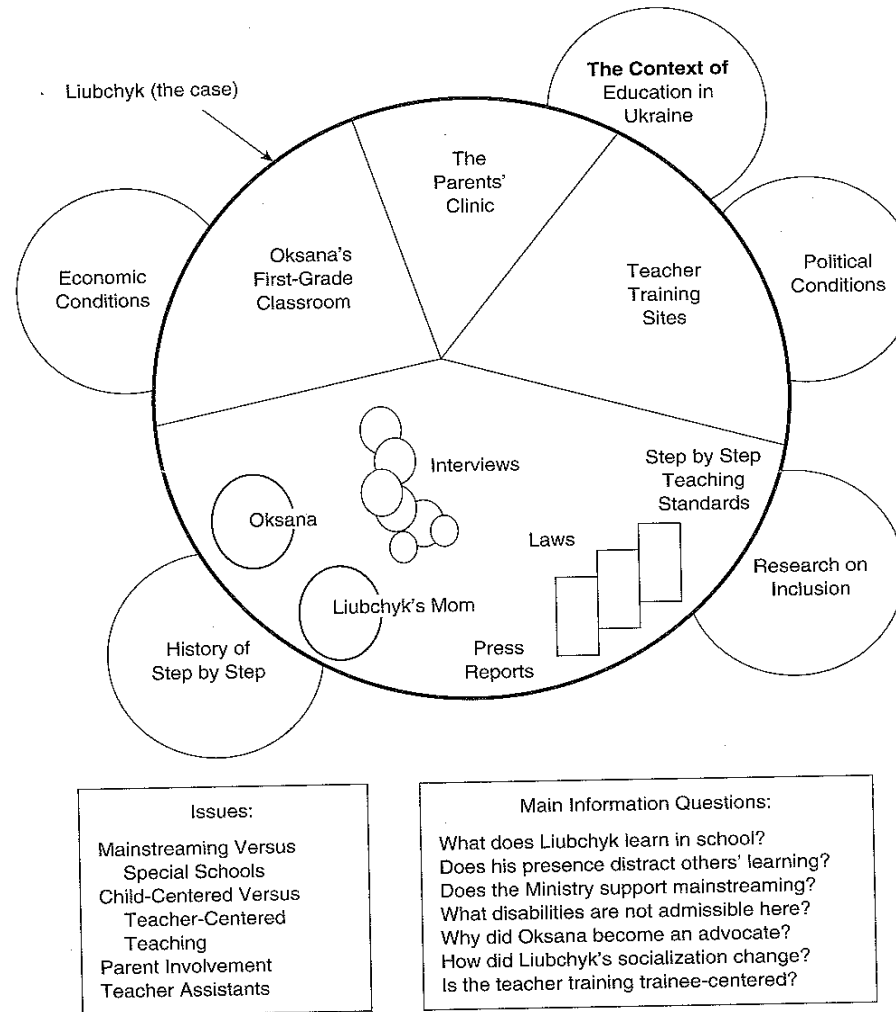 Liubchyk (the case)
The Context of
Education in
Ukraine
The
Parents'
Clinic
Economic
Conditions
Oksana's
First-Grade
Classroom
Teacher
Training
Sites
Political
Conditions
Interviews
Step by Step
Teaching
Standards
Oksana
Laws
Research on
Inclusion
Liubchyk's Mom
History of
Step by Step
Press
Reports
Issues:
Mainstreaming Versus
Special Schools
Child-Centered Versus
Teacher-Centered
Teaching
Parent Involvement
Teacher Assistants
Main Information Questions:
What does Liubchyk learn in school?
Does his presence distract others' learning?
Does the Ministry support mainstreaming?
What disabilities are not admissible here?
Why did Oksana become an advocate?
How did Liubchyk's socialization change?
Is the teacher training trainee-centered?